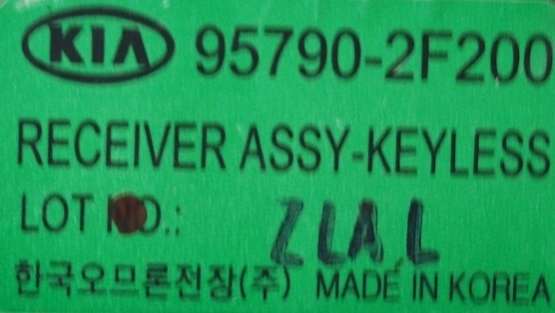 KIA 95790-2F200
RECEIVER ASSY-KEYLESS
LOT NO.: ZLAL
한국오므론전장(주) MADE IN KOREA